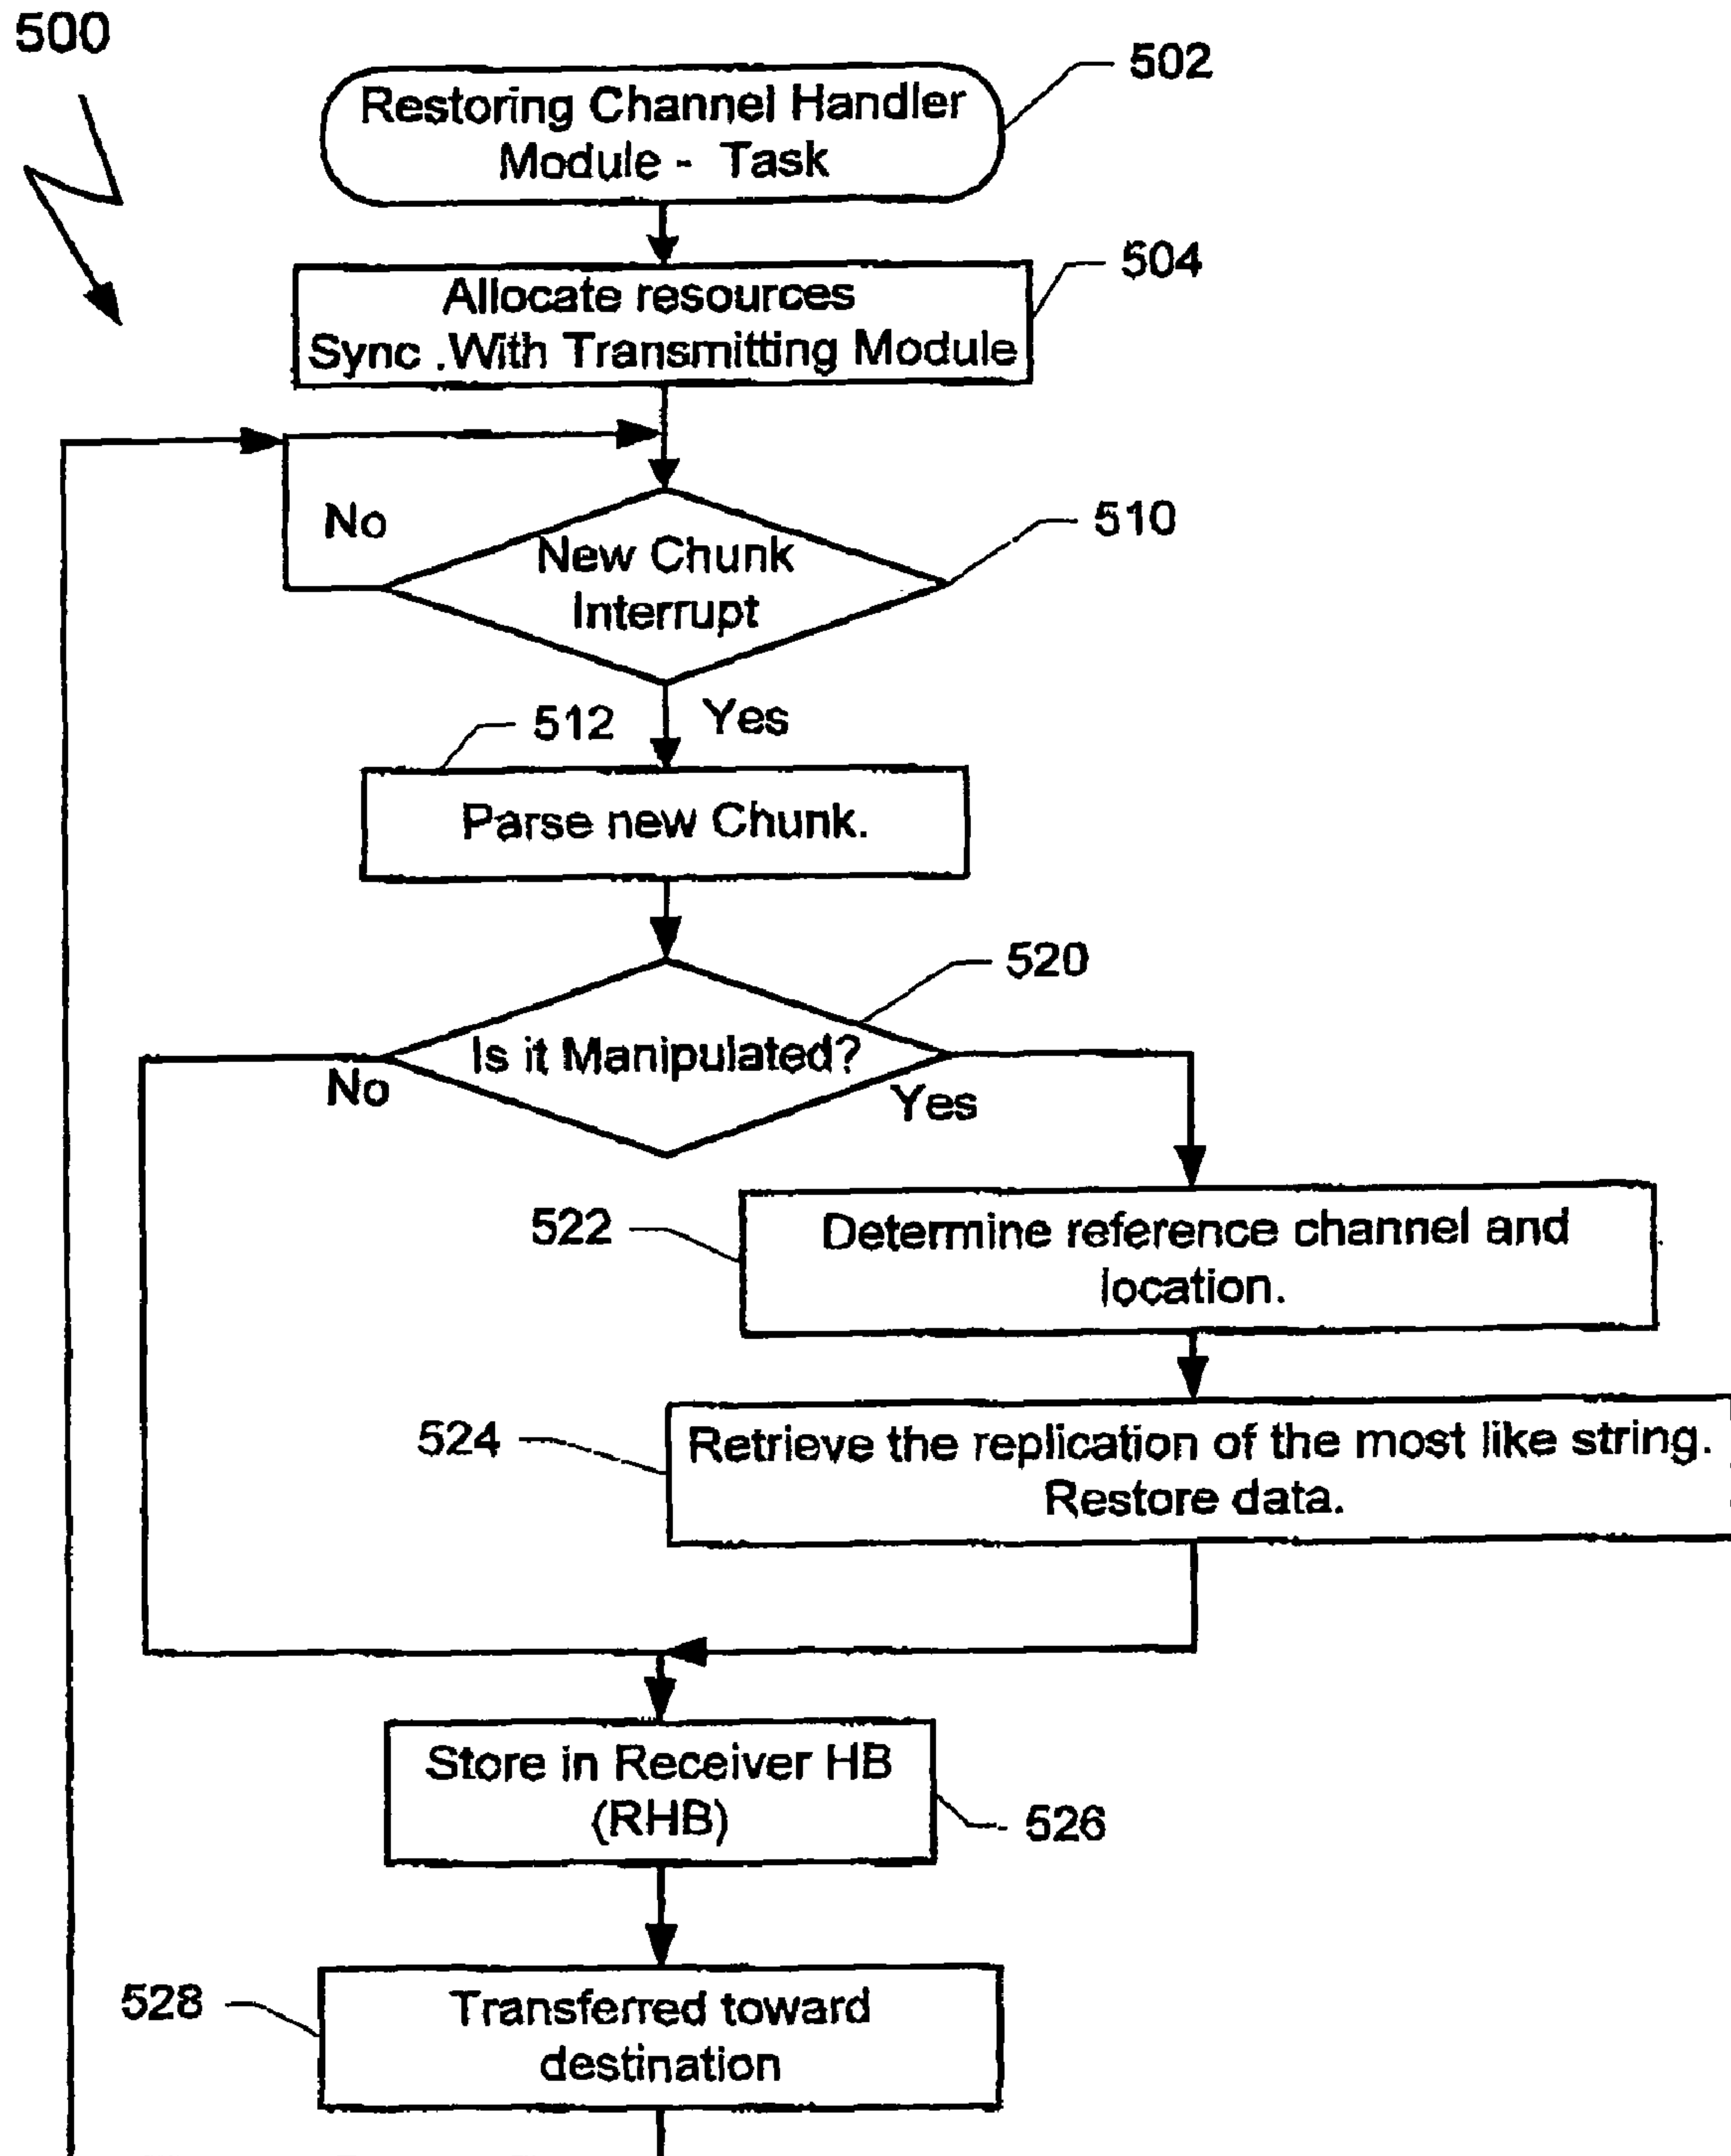 500
502
Restoring Channel Handler
Module - Task
504
Allocate resources
Sync .With Transmitting Module
No
510
New Chunk
Interrupt
512
Yes
Parse new Chunk.
520
Is it Manipulated?
No
Yes
522
Determine reference channel and
location.
524
Retrieve the replication of the most like string.
Restore data.
Store in Receiver HB
(RHB)
526
528
Transferred toward
destination